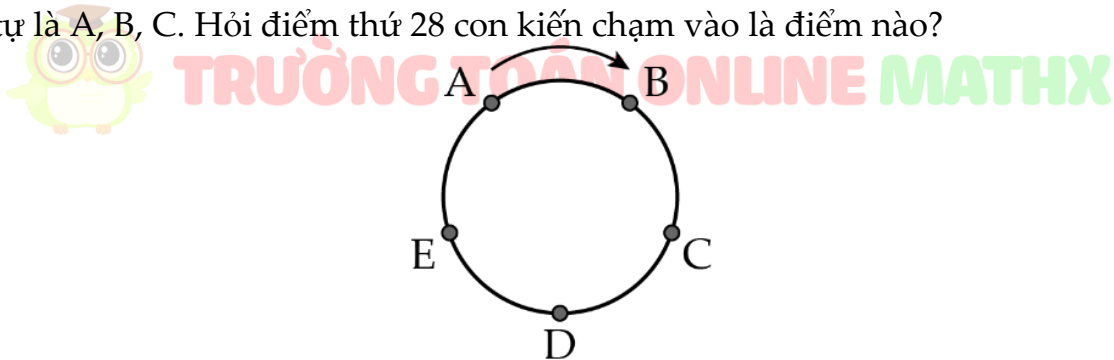 là A, B, C. Hỏi điểm thứ 28 con kiến chạm vào là điểm nào?
TRƯỜNG TOÁN ONLINE MATHX
A
B
E
C
D